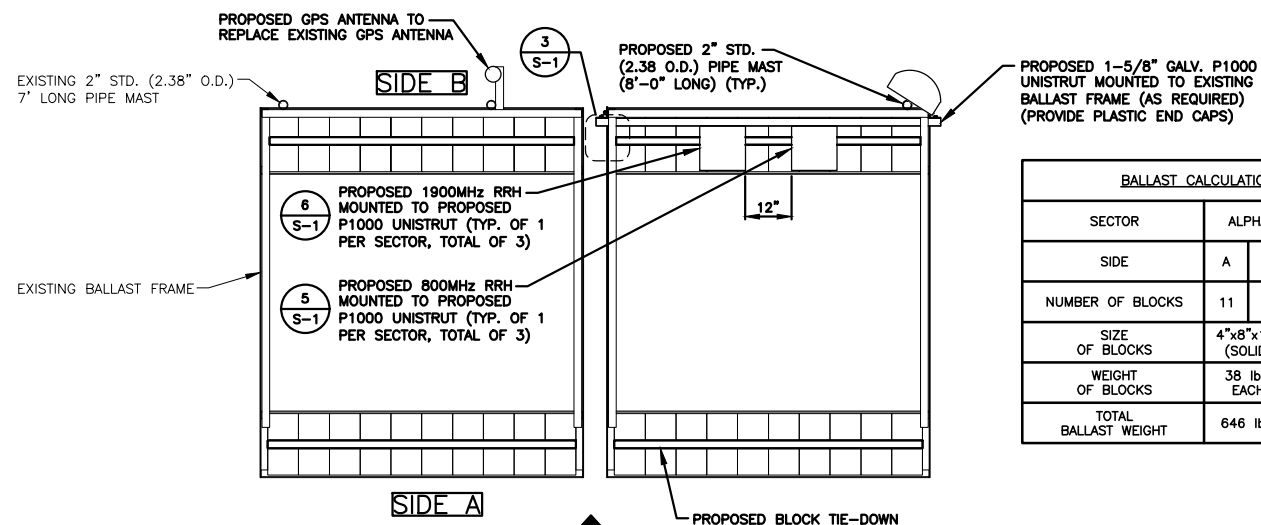 PROPOSED GPS ANTENNA TO
REPLACE EXISTING GPS ANTENNA
EXISTING 2" STD. (2.38" O.D.)
7' LONG PIPE MAST
SIDE B
3
S-1
PROPOSED 2" STD.
(2.38 O.D.) PIPE MAST
(8'-0" LONG) (TYP.)
PROPOSED 1-5/8" GALV. P1000
UNISTRUT MOUNTED TO EXISTING
BALLAST FRAME (AS REQUIRED)
(PROVIDE PLASTIC END CAPS)
6
S-1
PROPOSED 1900MHz RRH
MOUNTED TO PROPOSED
P1000 UNISTRUT (TYP. OF 1
PER SECTOR, TOTAL OF 3)
12"
EXISTING BALLAST FRAME
5
S-1
PROPOSED 800MHz RRH
MOUNTED TO PROPOSED
P1000 UNISTRUT (TYP. OF 1
PER SECTOR, TOTAL OF 3)
SIDE A
PROPOSED BLOCK TIE-DOWN
BALLAST
SECTOR
SIDE A
NUMBER OF BLOCKS 11
SIZE
OF BLOCKS
4"x8"x
WEIGHT
OF BLOCKS
38
TOTAL
BALLAST WEIGHT
646